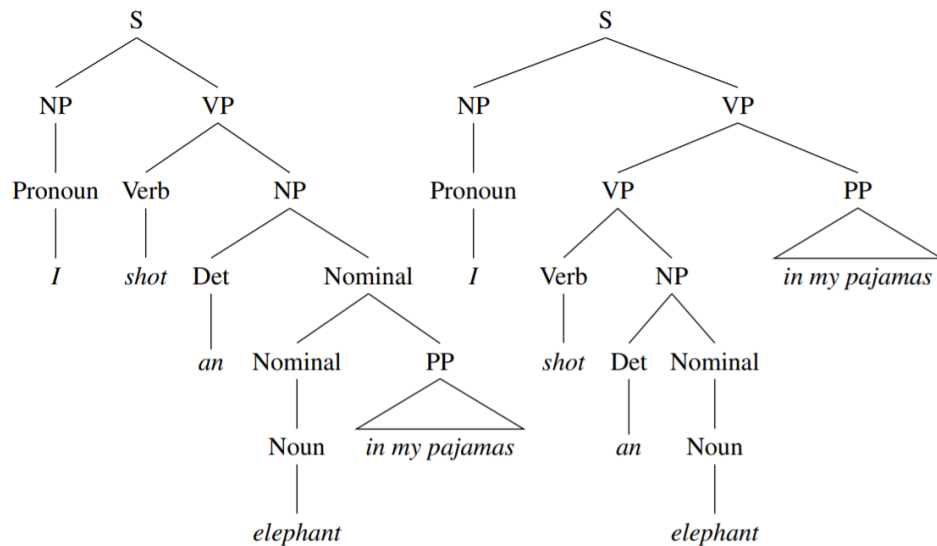 S S
NP VP NP VP
Pronoun Verb NP Pronoun VP PP
I shot Det Nominal I Verb NP in my pajamas
an Nominal PP shot Det Nominal
Noun in my pajamas an Noun
elephant elephant